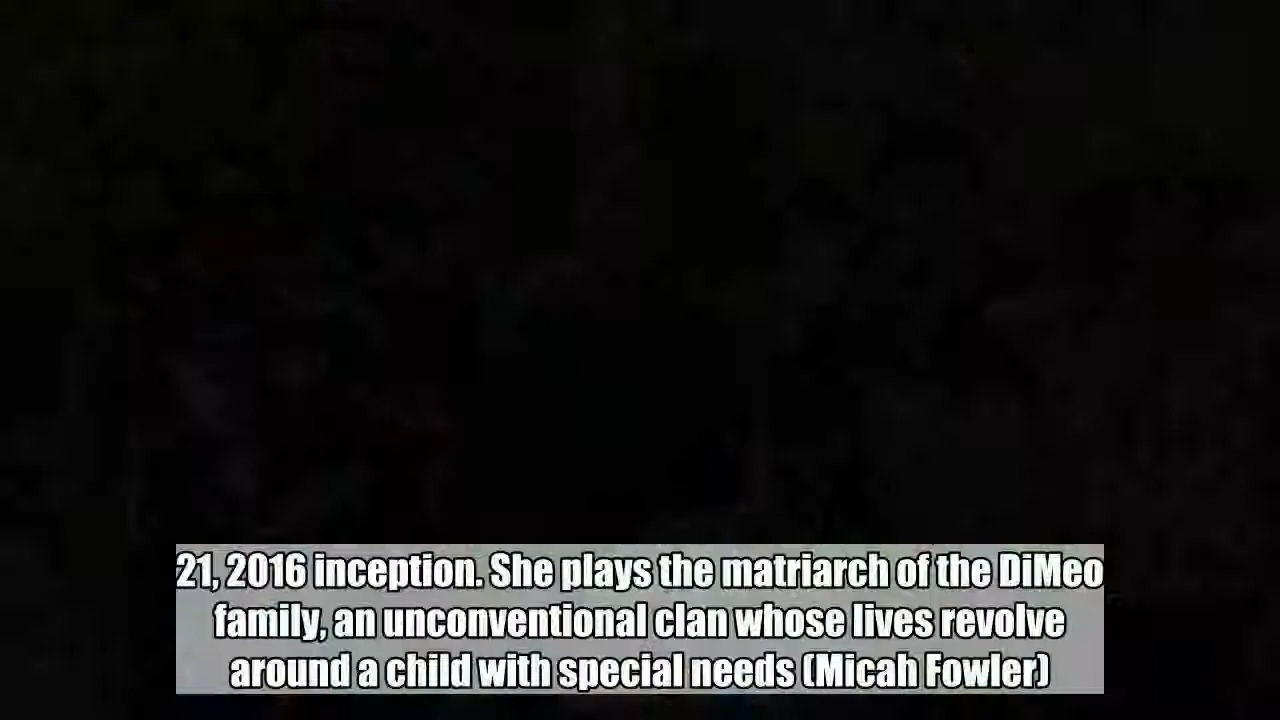 21, 2016 inception. She plays the matriarch of the DiMeo
family, an unconventional clan whose lives revolve
around a child with special needs (Micah Fowler)